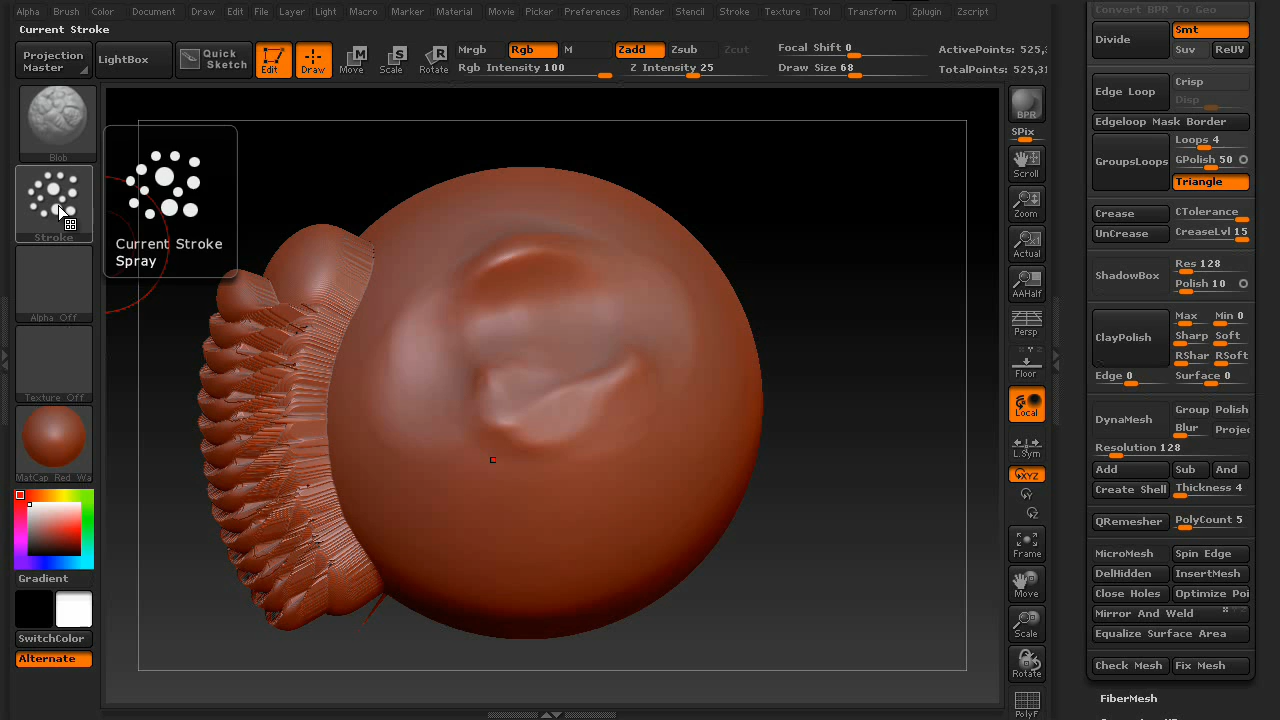 Alpha Brush Color Document Draw Edit File Layer Light Macro Marker Material Movie Picker Preferences Render Stencil Stroke Texture Tool Transform Zplugin Zscript
Current Stroke
Projection Master
LightBox
Quick Sketch
Edit
Draw
Move
Scale
Rotate
Mrgb Rgb M
Rgb Intensity 100
Zadd Zsub Zcut
Z Intensity 25
Focal Shift 0
Draw Size 68
ActivePoints: 525,
TotalPoints: 525,
Blob
Stroke
Current Stroke
Spray
Alpha Off
Texture Off
MatCap Red Wa
Gradient
SwitchColor
Alternate
BPR
SPix
Scroll
Zoom
Actual
AAHalf
Persp
Floor
Local
L.Sym
XYZ
Y
Z
Frame
Move
Scale
Rotate
PolyF
Convert BPR To Geo
Divide
Smt
Suv ReUV
Edge Loop
Crisp
Disp
Edgeloop Mask Border
GroupsLoops
Loops 4
GPolish 50
Triangle
Crease CTolerance
UnCrease CreaseLvl 15
ShadowBox
Res 128
Polish 10
ClayPolish
Max Min 0
Sharp Soft
RShar RSoft
Edge 0 Surface 0
DynaMesh
Group Polish
Blur Projec
Resolution 128
Add Sub And
Create Shell Thickness 4
QRemesher PolyCount 5
MicroMesh Spin Edge
DelHidden InsertMesh
Close Holes Optimize Poi
Mirror And Weld
Equalize Surface Area
Check Mesh Fix Mesh
FiberMesh